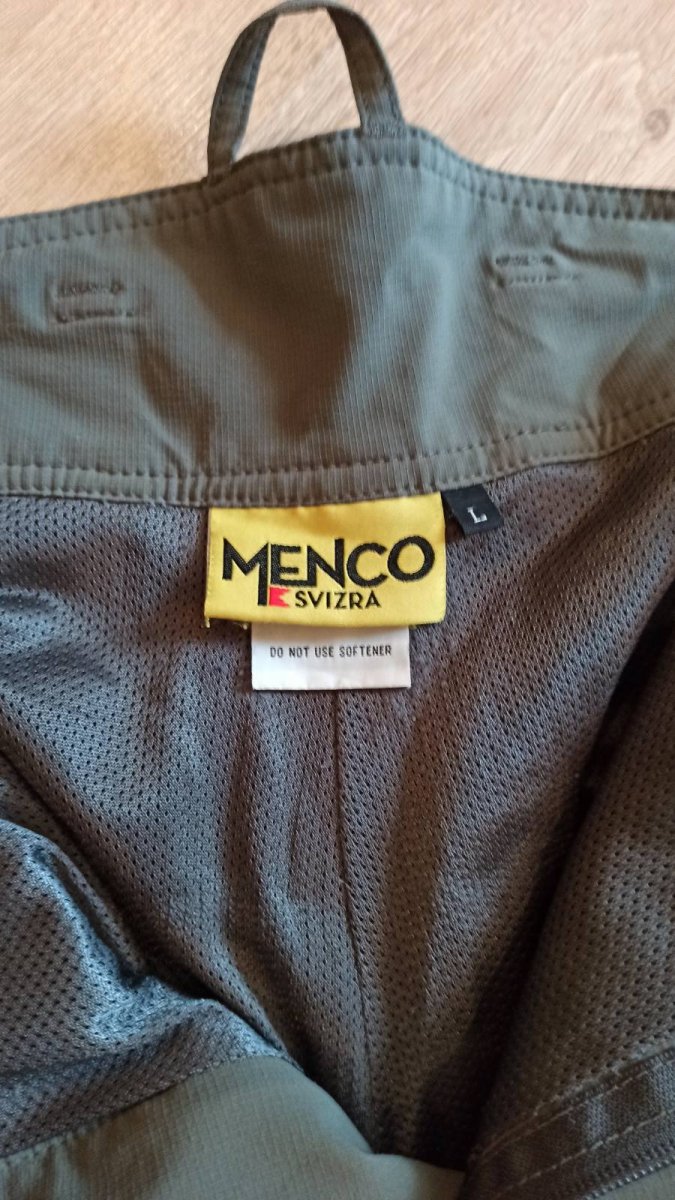 MENCO
SVIZRA
L
DO NOT USE SOFTENER